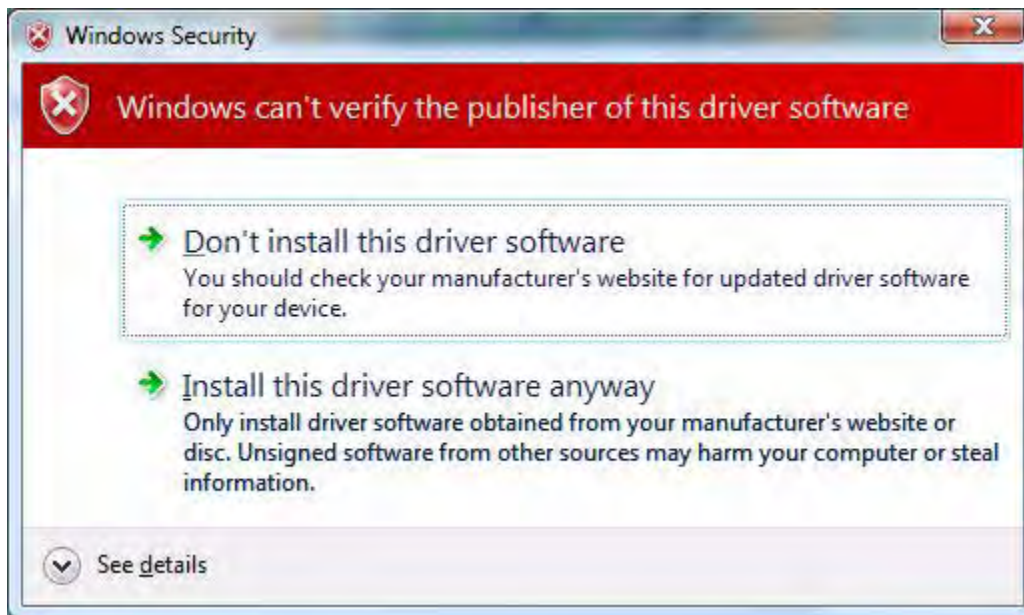 Windows Security
Windows can't verify the publisher of this driver software
Don't install this driver software
You should check your manufacturer's website for updated driver software
for your device.
Install this driver software anyway
Only install driver software obtained from your manufacturer's website or
disc. Unsigned software from other sources may harm your computer or steal
information.
See details